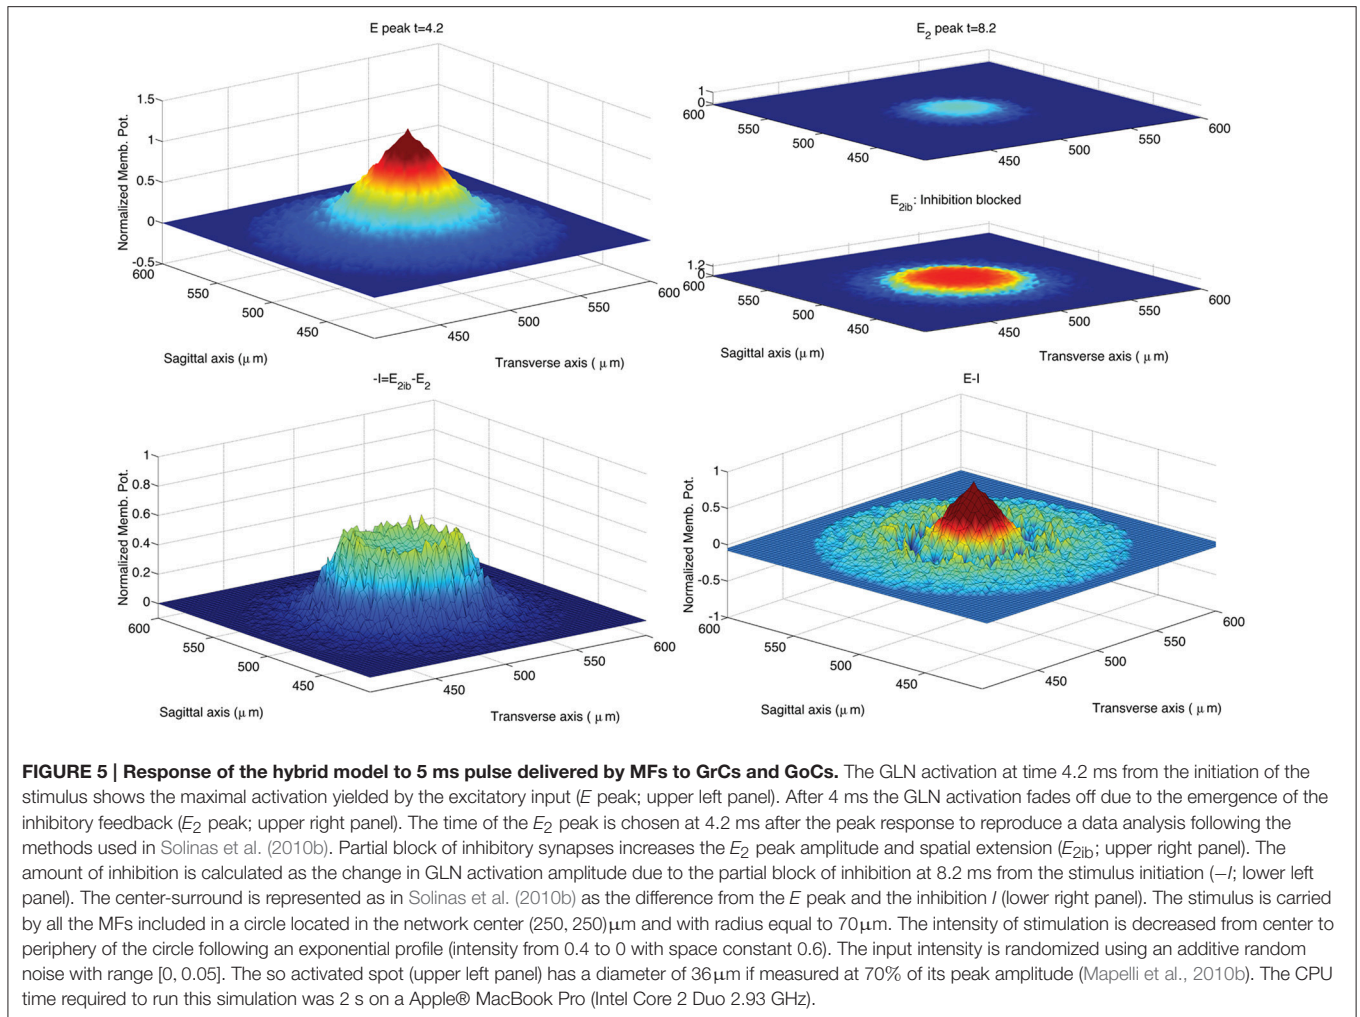 E peak t=4.2
1.5
1
0.5
0
-0.5
600
550
500
450
450
500
550
600
Normalized Memb. Pot.
Sagittal axis (μ m)
Transverse axis ( μ m)
E2 peak t=8.2
1
0
600
550
500
450
450
500
550
600
E2ib: Inhibition blocked
1.2
0
600
550
500
450
450
500
550
600
Sagittal axis (μ m)
Transverse axis ( μ m)
-I=E2ib-E2
1
0.8
0.6
0.4
0.2
0
600
550
500
450
450
500
550
600
Normalized Memb. Pot.
Sagittal axis (μ m)
Transverse axis ( μ m)
E-I
1
0.5
0
-0.5
-1
600
550
500
450
450
500
550
600
Normalized Memb. Pot.
Sagittal axis (μ m)
Transverse axis ( μ m)
FIGURE 5 | Response of the hybrid model to 5 ms pulse delivered by MFs to GrCs and GoCs. The GLN activation at time 4.2 ms from the initiation of the
stimulus shows the maximal activation yielded by the excitatory input (E peak; upper left panel). After 4 ms the GLN activation fades off due to the emergence of the
inhibitory feedback (E2 peak; upper right panel). The time of the E2 peak is chosen at 4.2 ms after the peak response to reproduce a data analysis following the
methods used in Solinas et al. (2010b). Partial block of inhibitory synapses increases the E2 peak amplitude and spatial extension (E2ib; upper right panel). The
amount of inhibition is calculated as the change in GLN activation amplitude due to the partial block of inhibition at 8.2 ms from the stimulus initiation (−I; lower left
panel). The center-surround is represented as in Solinas et al. (2010b) as the difference from the E peak and the inhibition I (lower right panel). The stimulus is carried
by all the MFs included in a circle located in the network center (250, 250)μm and with radius equal to 70μm. The intensity of stimulation is decreased from center to
periphery of the circle following an exponential profile (intensity from 0.4 to 0 with space constant 0.6). The input intensity is randomized using an additive random
noise with range [0, 0.05]. The so activated spot (upper left panel) has a diameter of 36μm if measured at 70% of its peak amplitude (Mapelli et al., 2010b). The CPU
time required to run this simulation was 2 s on a Apple® MacBook Pro (Intel Core 2 Duo 2.93 GHz).